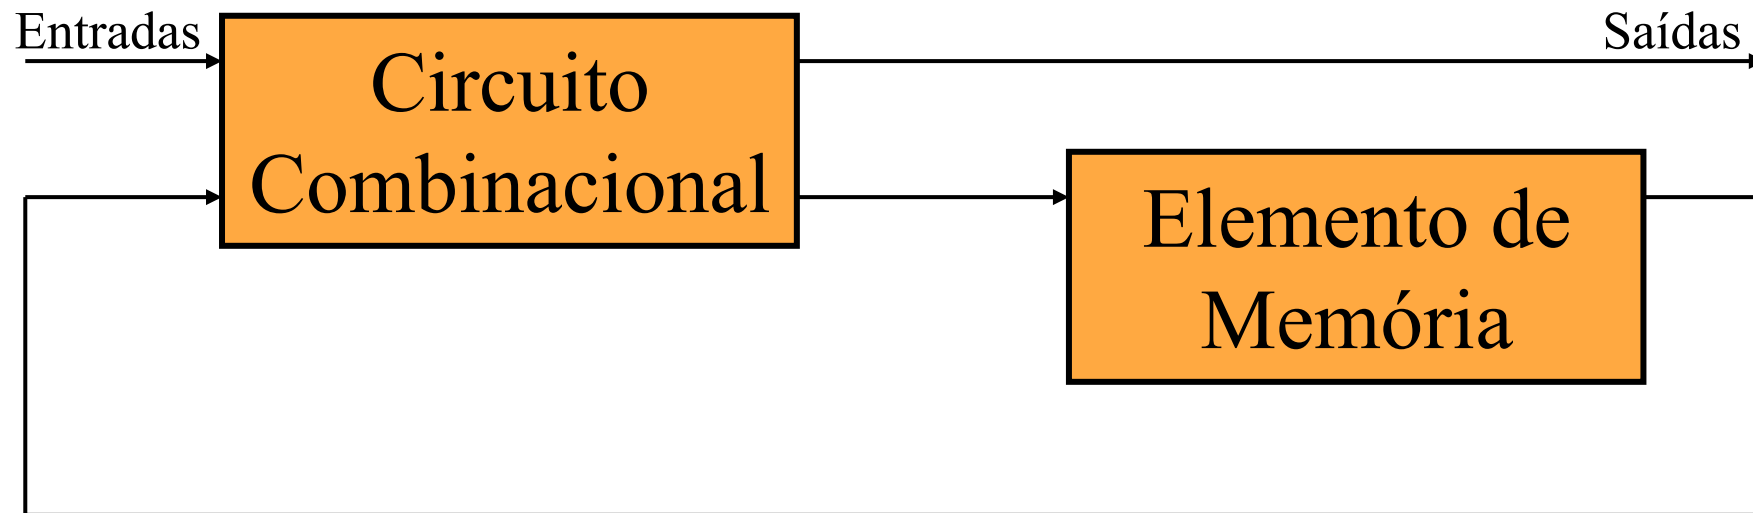 Entradas
Saídas
Circuito
Combinacional
Elemento de
Memória